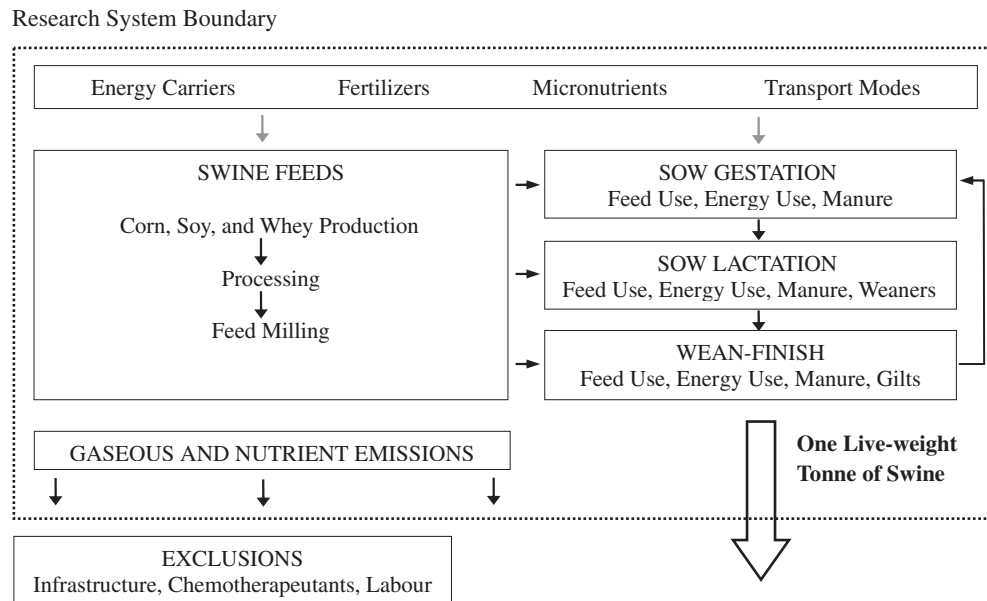 Research System Boundary
Energy Carriers Fertilizers Micronutrients Transport Modes
SWINE FEEDS
Corn, Soy, and Whey Production
Processing
Feed Milling
SOW GESTATION
Feed Use, Energy Use, Manure
SOW LACTATION
Feed Use, Energy Use, Manure, Weaners
WEAN-FINISH
Feed Use, Energy Use, Manure, Gilts
GASEOUS AND NUTRIENT EMISSIONS
One Live-weight
Tonne of Swine
EXCLUSIONS
Infrastructure, Chemotherapeutants, Labour